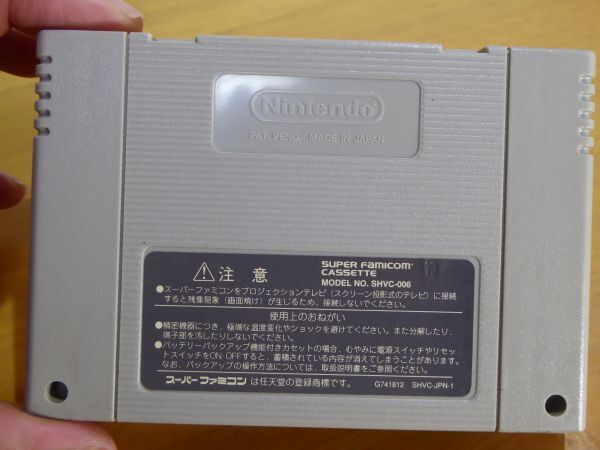 Nintendo
PAT. PEND. MADE IN JAPAN
注意
SUPER FAMICOM
CASSETTE
MODEL NO. SHVC-006
●スーパーファミコンをプロジェクションテレビ(スクリーン投影式のテレビ)に接続
すると残像現象(画面焼け)が生じるため、接続しないでください。
使用上のおねがい
●精密機器につき、極端な温度変化やショックを避けてください。また分解したり、
端子部を汚したりしないでください。
●バッテリーバックアップ機能付きカセットの場合、むやみに電源スイッチやリセッ
トスイッチをON・OFFすると、蓄積されている内容が消えてしまうことがあります。
なお、バックアップの操作方法については、取扱説明書をご参照ください。
スーパーファミコンは任天堂の登録商標です。 G741812 SHVC-JPN-1